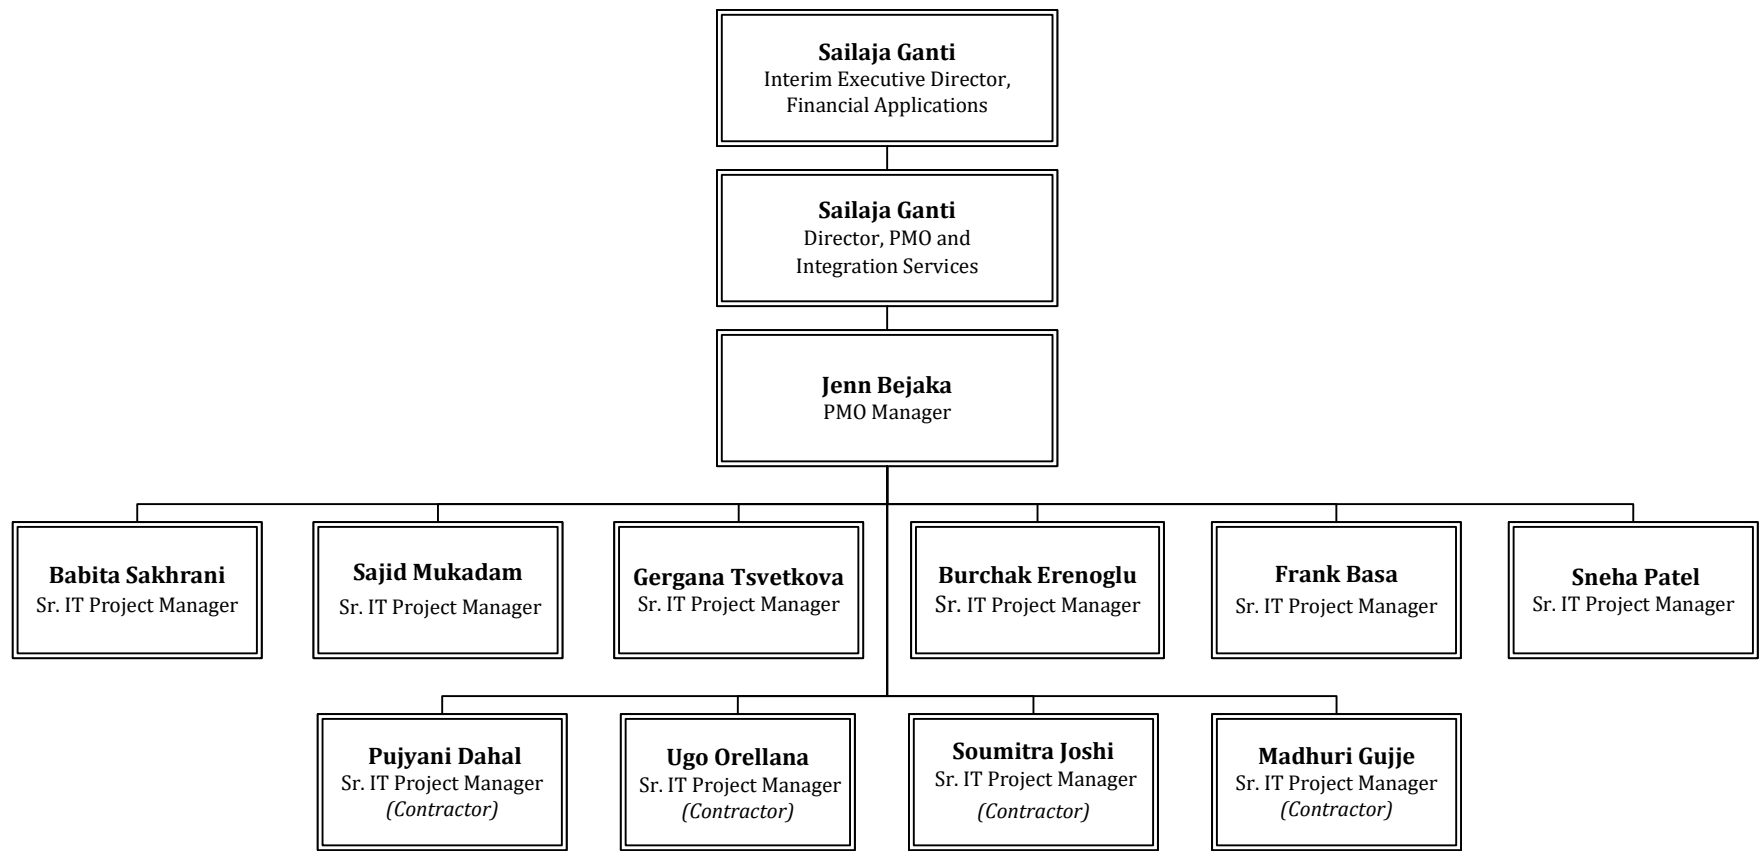 Sailaja Ganti
Interim Executive Director,
Financial Applications
Sailaja Ganti
Director, PMO and
Integration Services
Jenn Bejaka
PMO Manager
Babita Sakhrani
Sr. IT Project Manager
Sajid Mukadam
Sr. IT Project Manager
Gergana Tsvetkova
Sr. IT Project Manager
Burchak Erenoglu
Sr. IT Project Manager
Frank Basa
Sr. IT Project Manager
Sneha Patel
Sr. IT Project Manager
Pujyani Dahal
Sr. IT Project Manager
(Contractor)
Ugo Orellana
Sr. IT Project Manager
(Contractor)
Soumitra Joshi
Sr. IT Project Manager
(Contractor)
Madhuri Gujje
Sr. IT Project Manager
(Contractor)